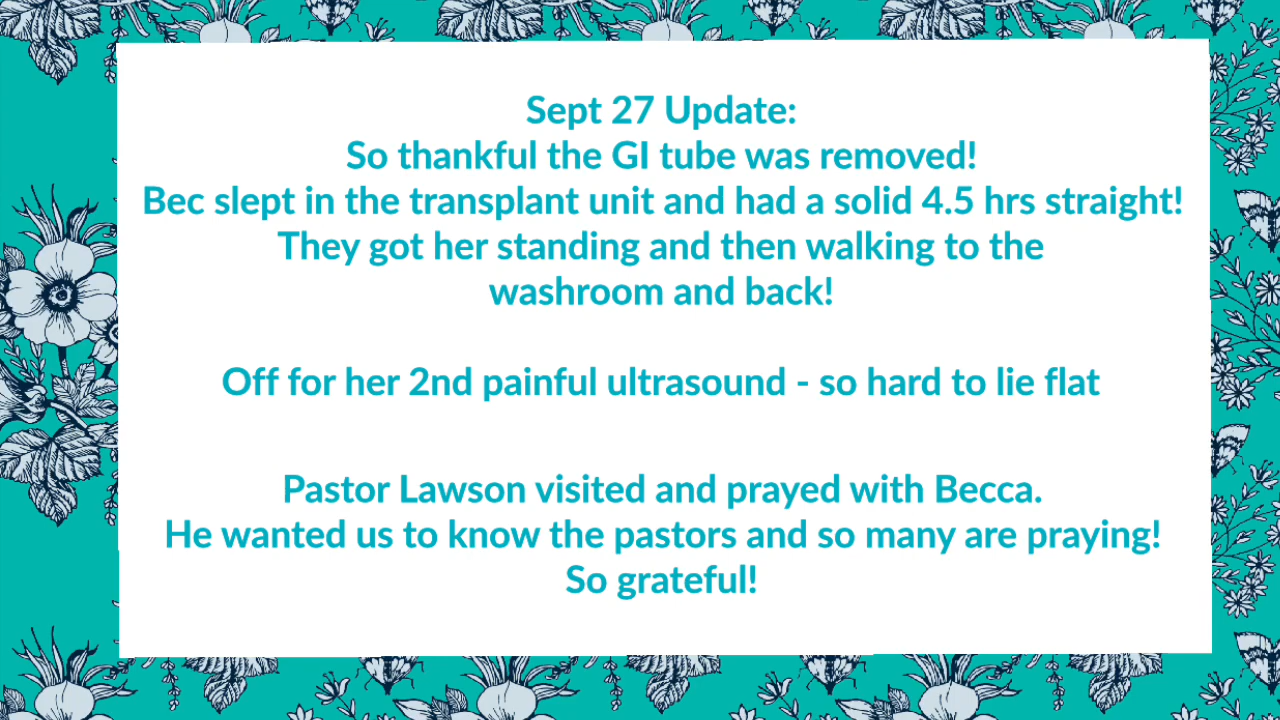 Sept 27 Update:
So thankful the GI tube was removed!
Bec slept in the transplant unit and had a solid 4.5 hrs straight!
They got her standing and then walking to the
washroom and back!
Off for her 2nd painful ultrasound - so hard to lie flat
Pastor Lawson visited and prayed with Becca.
He wanted us to know the pastors and so many are praying!
So grateful!